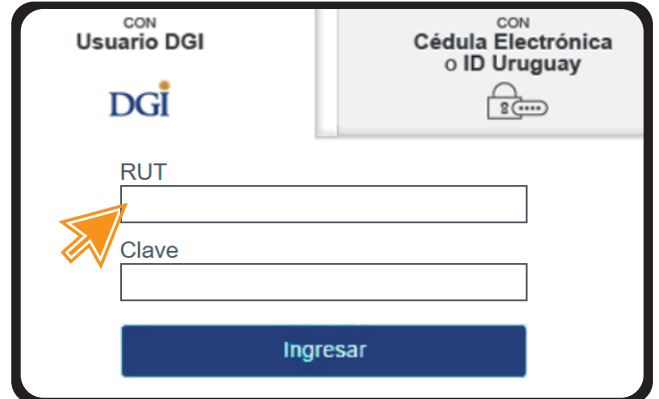 CON
Usuario DGI
DGI
CON
Cédula Electrónica
o ID Uruguay
RUT
Clave
Ingresar